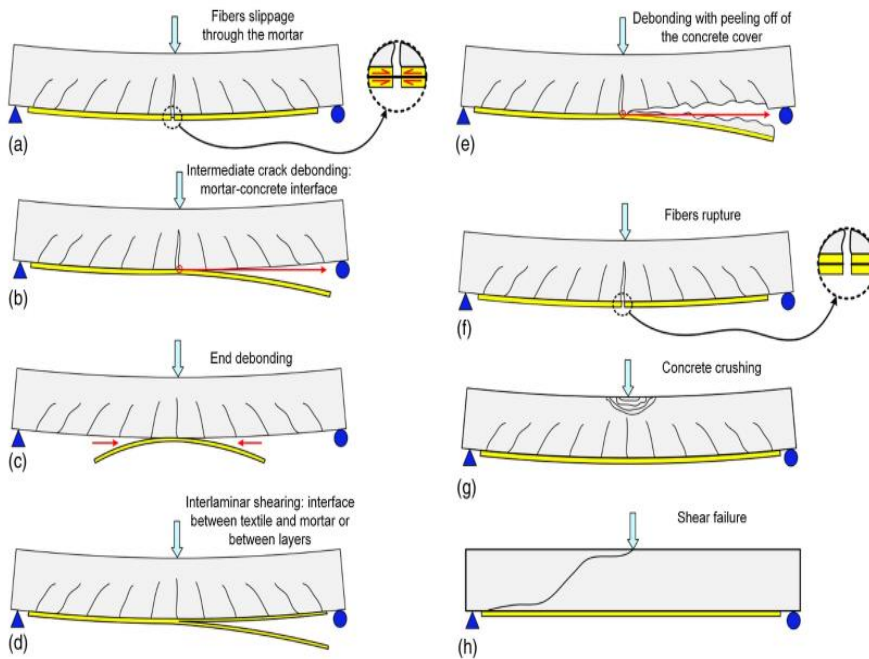 Fibers slippage
through the mortar
(a)
Intermediate crack debonding:
mortar-concrete interface
(b)
End debonding
(c)
Interlaminar shearing: interface
between textile and mortar or
between layers
(d)
Debonding with peeling off of
the concrete cover
(e)
Fibers rupture
(f)
Concrete crushing
(g)
Shear failure
(h)